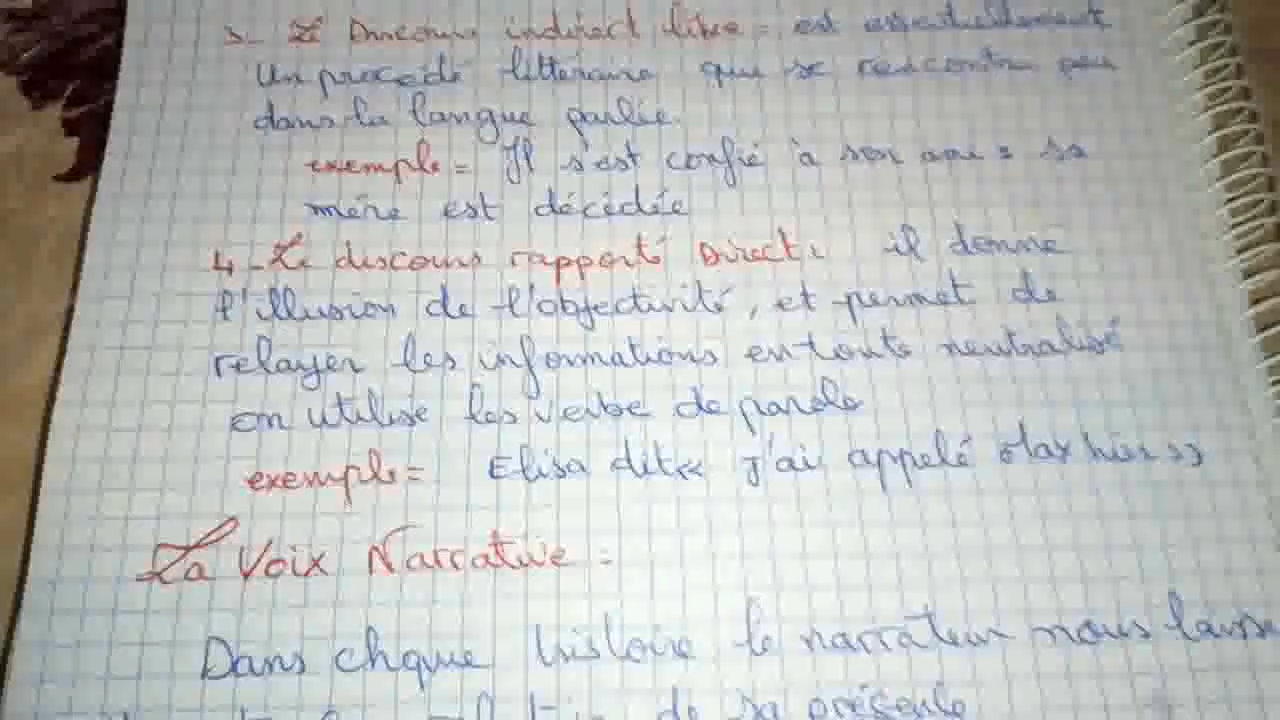 3- Le Discours indirect libre = est essentiellement
Un procédé littéraire qui se rencontre peu
dans la langue parlée.
exemple = Il s'est confié à son ami : sa
mère est décédée
4-Le discours rapporté Direct : il donne
l'illusion de l'objectivité, et permet de
relayer les informations en toute neutralité
on utilise les verbe de parole
exemple = Elisa dit << J'ai appelé Max hier >>
La Voix Narrative :
Dans chque histoire le narrateur nous laisse
de sa présence